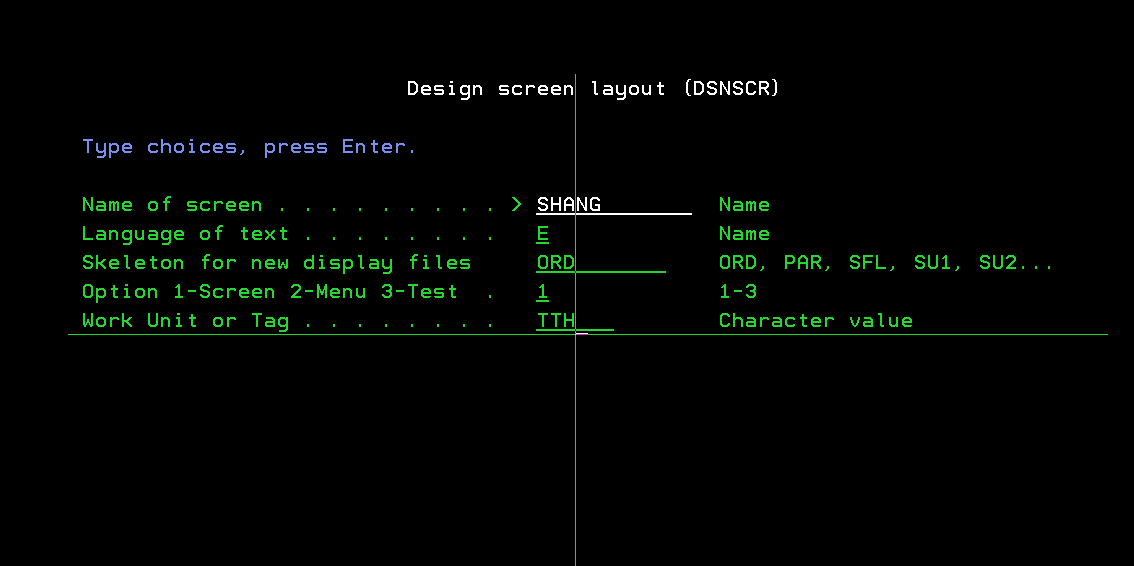 Design screen layout (DSNSCR)
Type choices, press Enter.
Name of screen . . . . . . . . . > SHANG Name
Language of text . . . . . . . . E Name
Skeleton for new display files ORD ORD, PAR, SFL, SU1, SU2...
Option 1-Screen 2-Menu 3-Test . 1 1-3
Work Unit or Tag . . . . . . . . TTH Character value